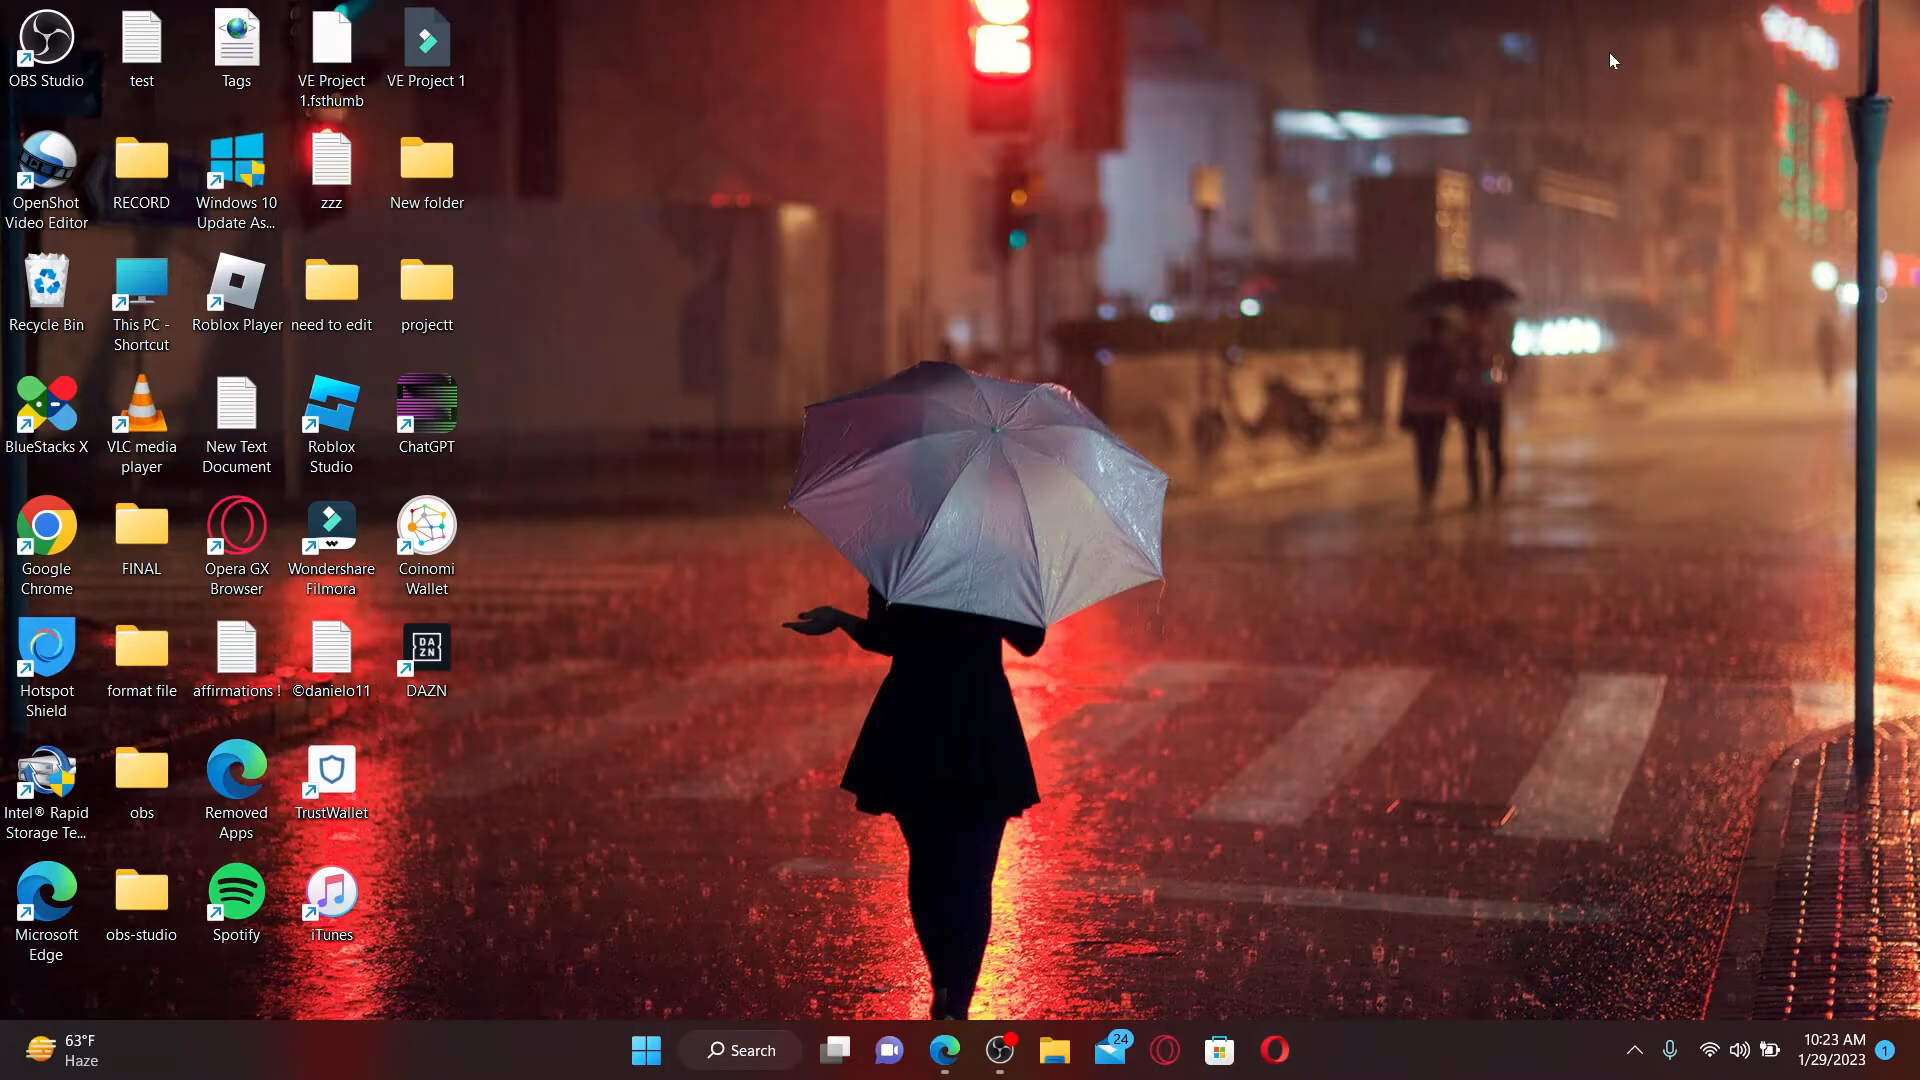 OBS Studio
test
Tags
VE Project
1.fsthumb
VE Project 1
OpenShot
Video Editor
RECORD
Windows 10
Update As...
zzz
New folder
Recycle Bin
This PC -
Shortcut
Roblox Player
need to edit
projectt
BlueStacks X
VLC media
player
New Text
Document
Roblox
Studio
ChatGPT
Google
Chrome
FINAL
Opera GX
Browser
Wondershare
Filmora
Coinomi
Wallet
Hotspot
Shield
format file
affirmations !
©danielo11
DA
ZN
DAZN
Intel® Rapid
Storage Te...
obs
Removed
Apps
TrustWallet
Microsoft
Edge
obs-studio
Spotify
iTunes
63°F
Haze
Search
24
10:23 AM
1/29/2023
1